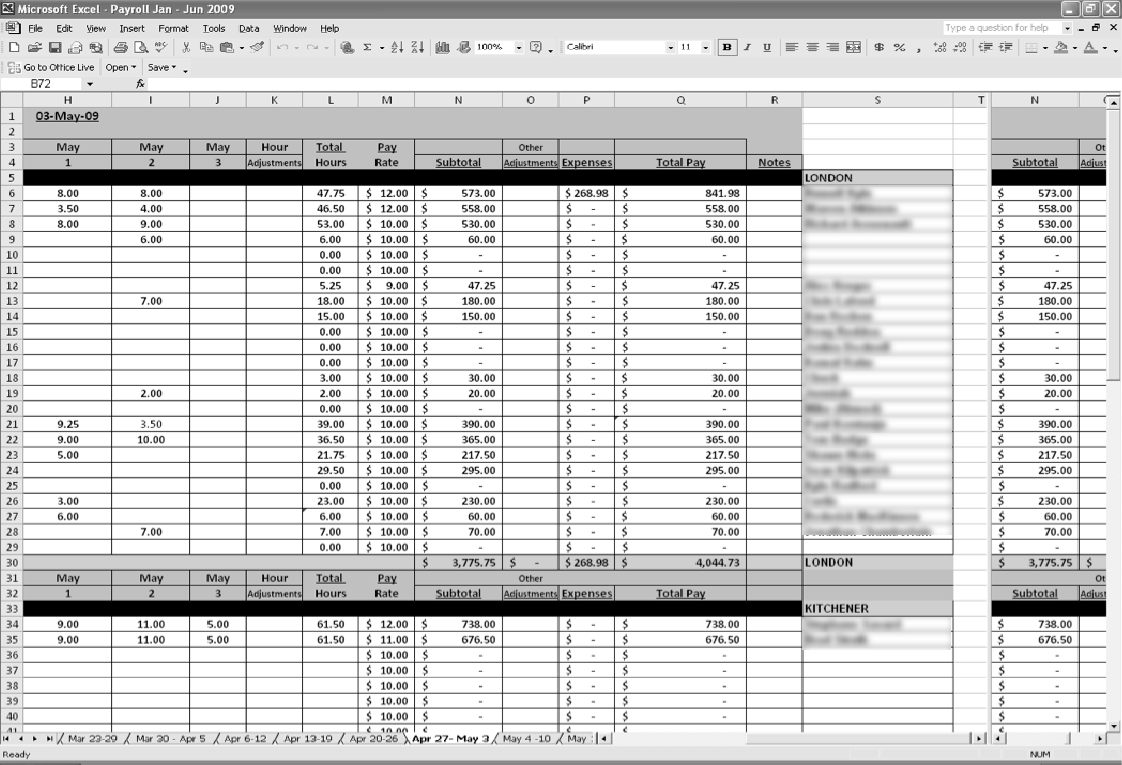 Microsoft Excel - Payroll Jan - Jun 2009
File Edit View Insert Format Tools Data Window Help Type a question for help
100% Calibri 11 B I U
Go to Office Live Open Save
B72 fx
H I J K L M N O P Q R S T N
1 03-May-09
2
3 May May May Hour Total Pay Other Ot
4 1 2 3 Adjustments Hours Rate Subtotal Adjustments Expenses Total Pay Notes Subtotal Adjust
5 LONDON
6 8.00 8.00 47.75 $ 12.00 $ 573.00 $ 268.98 $ 841.98 $ 573.00
7 3.50 4.00 46.50 $ 12.00 $ 558.00 $ - $ 558.00 $ 558.00
8 8.00 9.00 53.00 $ 10.00 $ 530.00 $ - $ 530.00 $ 530.00
9 6.00 6.00 $ 10.00 $ 60.00 $ - $ 60.00 $ 60.00
10 0.00 $ 10.00 $ - $ - $ - $ -
11 0.00 $ 10.00 $ - $ - $ - $ -
12 5.25 $ 9.00 $ 47.25 $ - $ 47.25 $ 47.25
13 7.00 18.00 $ 10.00 $ 180.00 $ - $ 180.00 $ 180.00
14 15.00 $ 10.00 $ 150.00 $ - $ 150.00 $ 150.00
15 0.00 $ 10.00 $ - $ - $ - $ -
16 0.00 $ 10.00 $ - $ - $ - $ -
17 0.00 $ 10.00 $ - $ - $ - $ -
18 3.00 $ 10.00 $ 30.00 $ - $ 30.00 $ 30.00
19 2.00 2.00 $ 10.00 $ 20.00 $ - $ 20.00 $ 20.00
20 0.00 $ 10.00 $ - $ - $ - $ -
21 9.25 3.50 39.00 $ 10.00 $ 390.00 $ - $ 390.00 $ 390.00
22 9.00 10.00 36.50 $ 10.00 $ 365.00 $ - $ 365.00 $ 365.00
23 5.00 21.75 $ 10.00 $ 217.50 $ - $ 217.50 $ 217.50
24 29.50 $ 10.00 $ 295.00 $ - $ 295.00 $ 295.00
25 0.00 $ 10.00 $ - $ - $ - $ -
26 3.00 23.00 $ 10.00 $ 230.00 $ - $ 230.00 $ 230.00
27 6.00 6.00 $ 10.00 $ 60.00 $ - $ 60.00 $ 60.00
28 7.00 7.00 $ 10.00 $ 70.00 $ - $ 70.00 $ 70.00
29 0.00 $ 10.00 $ - $ - $ - $ -
30 $ 3,775.75 $ - $ 268.98 $ 4,044.73 LONDON $ 3,775.75 $
31 May May May Hour Total Pay Other Ot
32 1 2 3 Adjustments Hours Rate Subtotal Adjustments Expenses Total Pay Subtotal Adjust
33 KITCHENER
34 9.00 11.00 5.00 61.50 $ 12.00 $ 738.00 $ - $ 738.00 $ 738.00
35 9.00 11.00 5.00 61.50 $ 11.00 $ 676.50 $ - $ 676.50 $ 676.50
36 $ 10.00 $ - $ - $ - $ -
37 $ 10.00 $ - $ - $ - $ -
38 $ 10.00 $ - $ - $ - $ -
39 $ 10.00 $ - $ - $ - $ -
40 $ 10.00 $ - $ - $ - $ -
Mar 23-29 Mar 30 - Apr 5 Apr 6-12 Apr 13-19 Apr 20-26 Apr 27- May 3 May 4 -10 May
Ready NUM